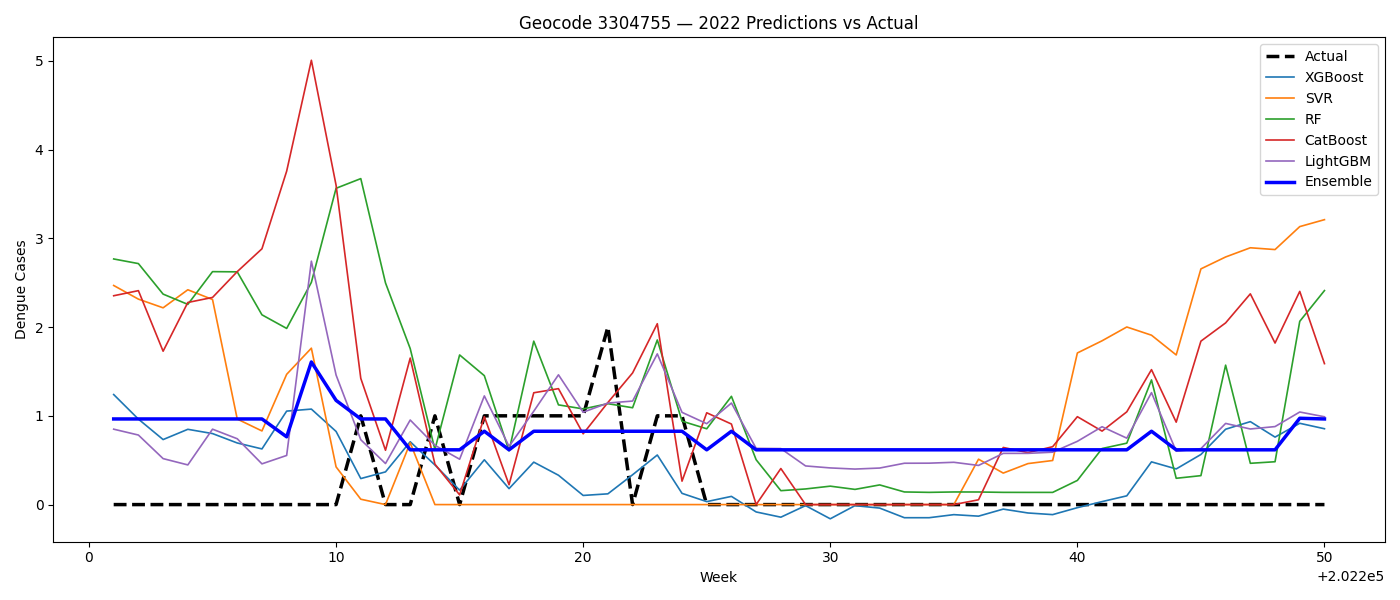 Geocode 3304755 — 2022 Predictions vs Actual
Dengue Cases
5
4
3
2
1
0
Actual
XGBoost
SVR
RF
CatBoost
LightGBM
Ensemble
0 10 20 30 40 50
Week
+2.022e5